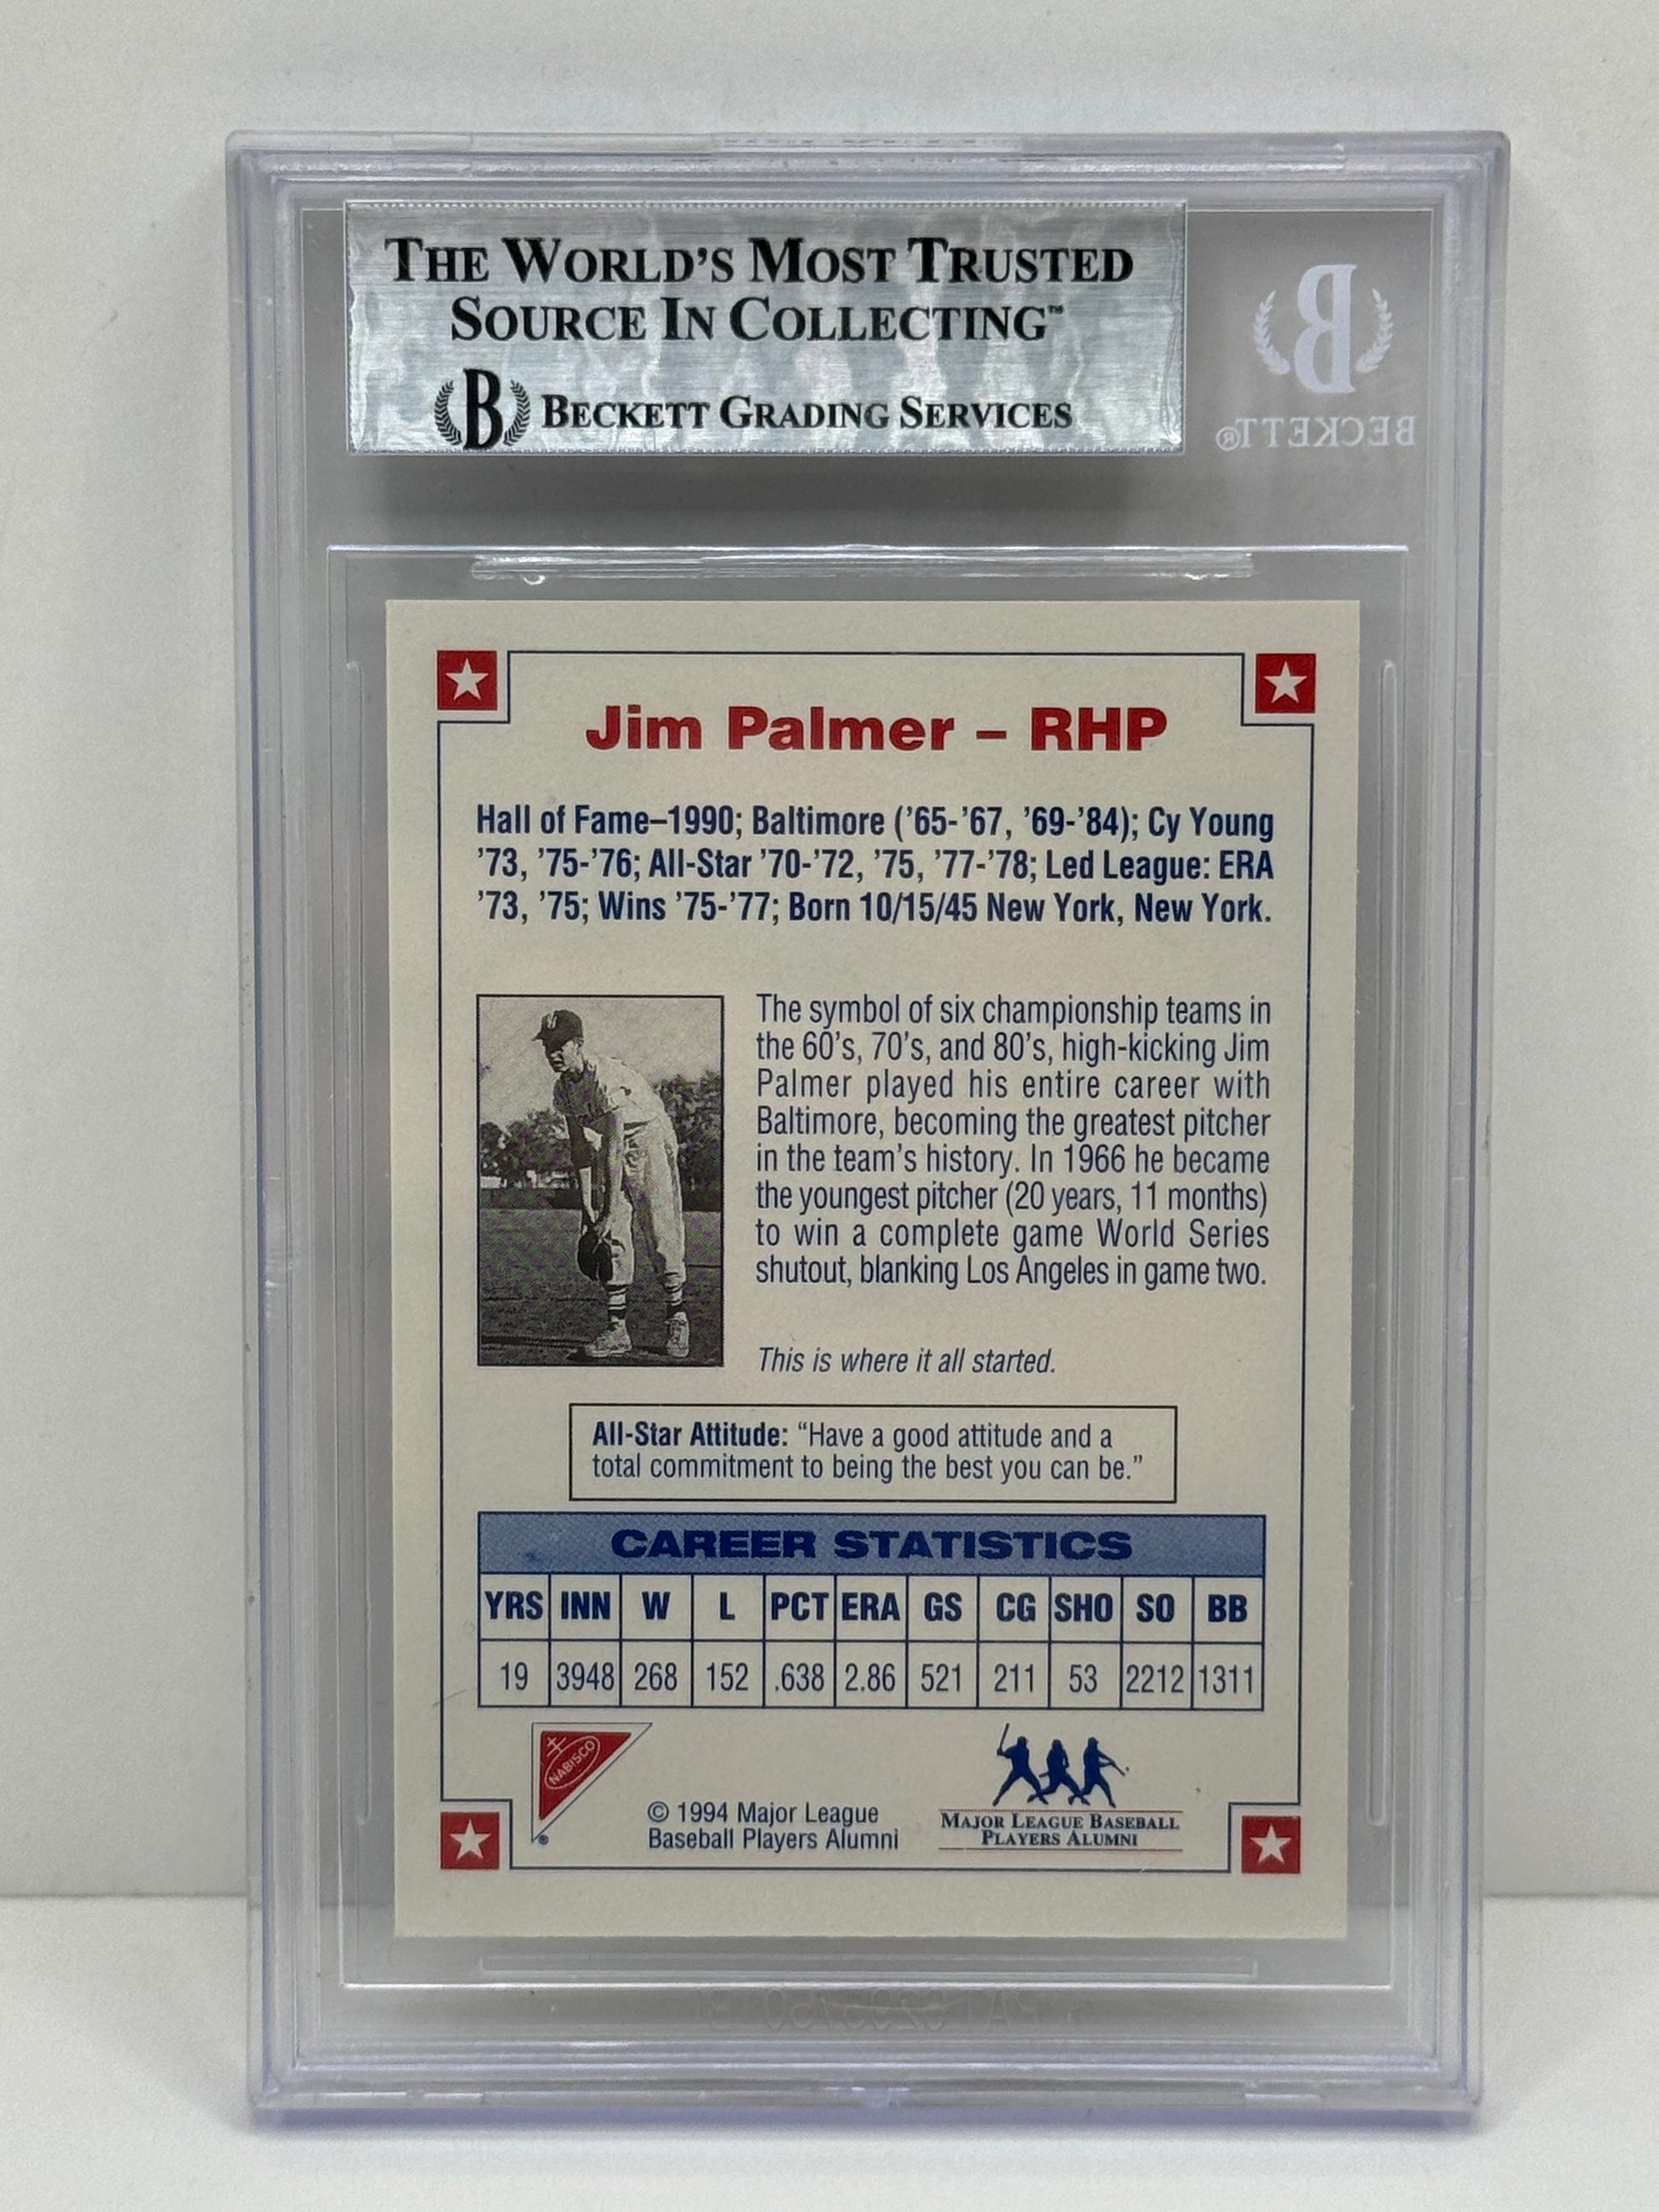 THE WORLD'S MOST TRUSTED
SOURCE IN COLLECTING™
B BECKETT GRADING SERVICES
B
BECKETT®
Jim Palmer – RHP
Hall of Fame–1990; Baltimore ('65-'67, '69-'84); Cy Young
'73, '75-'76; All-Star '70-'72, '75, '77-'78; Led League: ERA
'73, '75; Wins '75-'77; Born 10/15/45 New York, New York.
The symbol of six championship teams in
the 60's, 70's, and 80's, high-kicking Jim
Palmer played his entire career with
Baltimore, becoming the greatest pitcher
in the team's history. In 1966 he became
the youngest pitcher (20 years, 11 months)
to win a complete game World Series
shutout, blanking Los Angeles in game two.
This is where it all started.
All-Star Attitude: “Have a good attitude and a
total commitment to being the best you can be.”
CAREER STATISTICS
YRS INN W L PCT ERA GS CG SHO SO BB
19 3948 268 152 .638 2.86 521 211 53 2212 1311
NABISCO
®
© 1994 Major League
Baseball Players Alumni
MAJOR LEAGUE BASEBALL
PLAYERS ALUMNI